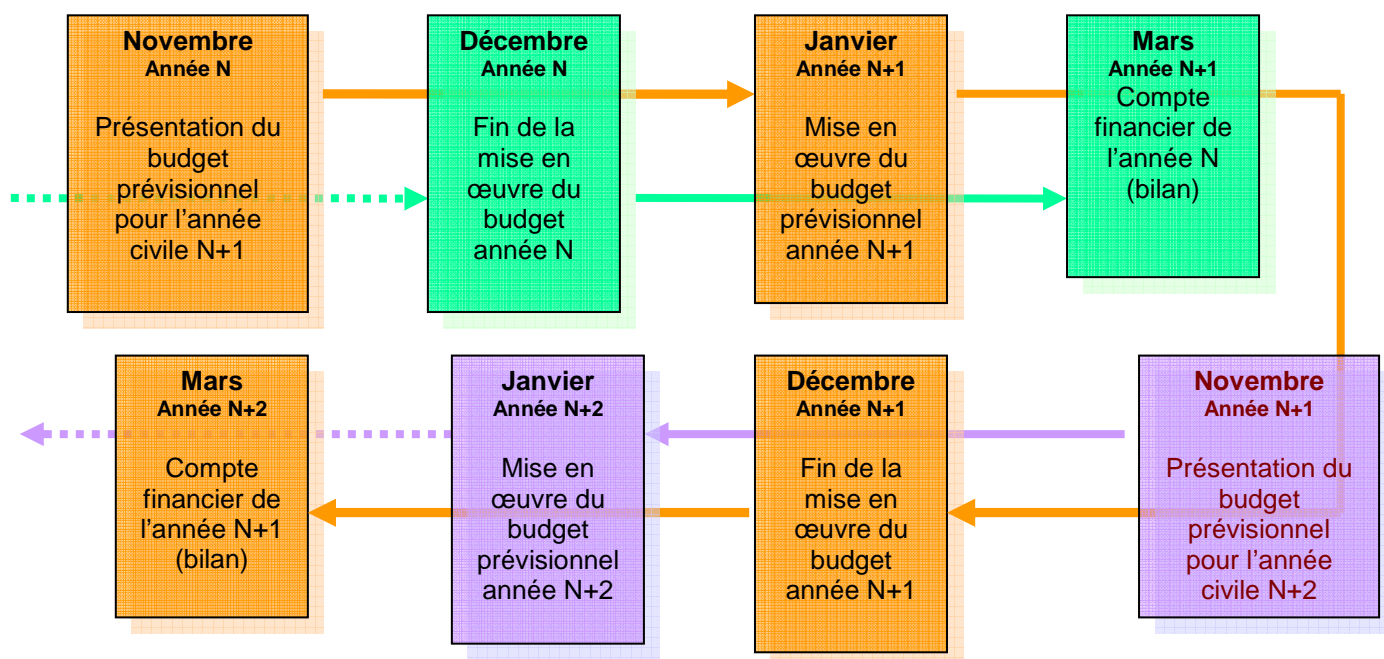 Novembre
Année N
Présentation du
budget
prévisionnel
pour l'année
civile N+1
Décembre
Année N
Fin de la
mise en
œuvre du
budget
année N
Janvier
Année N+1
Mise en
œuvre du
budget
prévisionnel
année N+1
Mars
Année N+1
Compte
financier de
l'année N
(bilan)
Mars
Année N+2
Compte
financier de
l'année N+1
(bilan)
Janvier
Année N+2
Mise en
œuvre du
budget
prévisionnel
année N+2
Décembre
Année N+1
Fin de la
mise en
œuvre du
budget
année N+1
Novembre
Année N+1
Présentation du
budget
prévisionnel
pour l'année
civile N+2